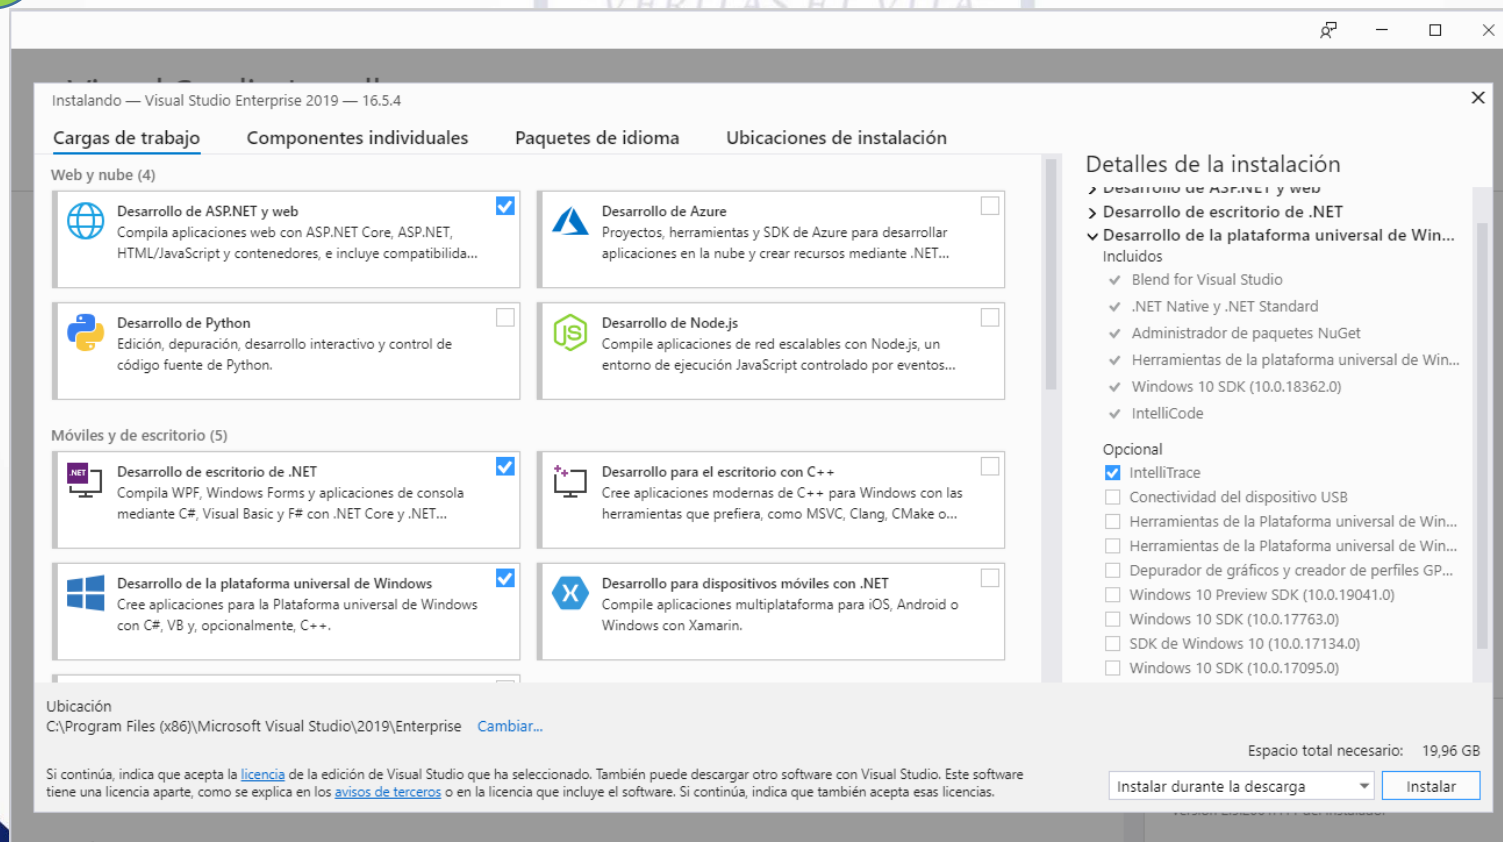 VERITAS ET VITA
Instalando — Visual Studio Enterprise 2019 — 16.5.4
Cargas de trabajo
Componentes individuales
Paquetes de idioma
Ubicaciones de instalación
Web y nube (4)
Desarrollo de ASP.NET y web
Compila aplicaciones web con ASP.NET Core, ASP.NET,
HTML/JavaScript y contenedores, e incluye compatibilida...
Desarrollo de Azure
Proyectos, herramientas y SDK de Azure para desarrollar
aplicaciones en la nube y crear recursos mediante .NET...
Desarrollo de Python
Edición, depuración, desarrollo interactivo y control de
código fuente de Python.
Desarrollo de Node.js
Compile aplicaciones de red escalables con Node.js, un
entorno de ejecución JavaScript controlado por eventos...
Móviles y de escritorio (5)
.NET
Desarrollo de escritorio de .NET
Compila WPF, Windows Forms y aplicaciones de consola
mediante C#, Visual Basic y F# con .NET Core y .NET...
Desarrollo para el escritorio con C++
Cree aplicaciones modernas de C++ para Windows con las
herramientas que prefiera, como MSVC, Clang, CMake o...
Desarrollo de la plataforma universal de Windows
Cree aplicaciones para la Plataforma universal de Windows
con C#, VB y, opcionalmente, C++.
Desarrollo para dispositivos móviles con .NET
Compile aplicaciones multiplataforma para iOS, Android o
Windows con Xamarin.
Detalles de la instalación
Desarrollo de ASP.NET y web
Desarrollo de escritorio de .NET
Desarrollo de la plataforma universal de Win...
Incluidos
Blend for Visual Studio
.NET Native y .NET Standard
Administrador de paquetes NuGet
Herramientas de la plataforma universal de Win...
Windows 10 SDK (10.0.18362.0)
IntelliCode
Opcional
IntelliTrace
Conectividad del dispositivo USB
Herramientas de la Plataforma universal de Win...
Herramientas de la Plataforma universal de Win...
Depurador de gráficos y creador de perfiles GP...
Windows 10 Preview SDK (10.0.19041.0)
Windows 10 SDK (10.0.17763.0)
SDK de Windows 10 (10.0.17134.0)
Windows 10 SDK (10.0.17095.0)
Ubicación
C:\Program Files (x86)\Microsoft Visual Studio\2019\Enterprise Cambiar...
Espacio total necesario: 19,96 GB
Si continúa, indica que acepta la licencia de la edición de Visual Studio que ha seleccionado. También puede descargar otro software con Visual Studio. Este software
tiene una licencia aparte, como se explica en los avisos de terceros o en la licencia que incluye el software. Si continúa, indica que también acepta esas licencias.
Instalar durante la descarga
Instalar